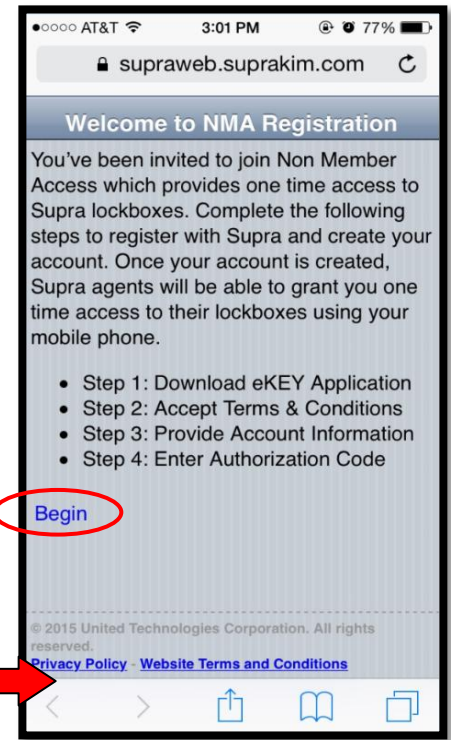 AT&T 3:01 PM 77%
supraweb.suprakim.com
Welcome to NMA Registration
You've been invited to join Non Member
Access which provides one time access to
Supra lockboxes. Complete the following
steps to register with Supra and create your
account. Once your account is created,
Supra agents will be able to grant you one
time access to their lockboxes using your
mobile phone.
• Step 1: Download eKEY Application
• Step 2: Accept Terms & Conditions
• Step 3: Provide Account Information
• Step 4: Enter Authorization Code
Begin
© 2015 United Technologies Corporation. All rights
reserved.
Privacy Policy - Website Terms and Conditions